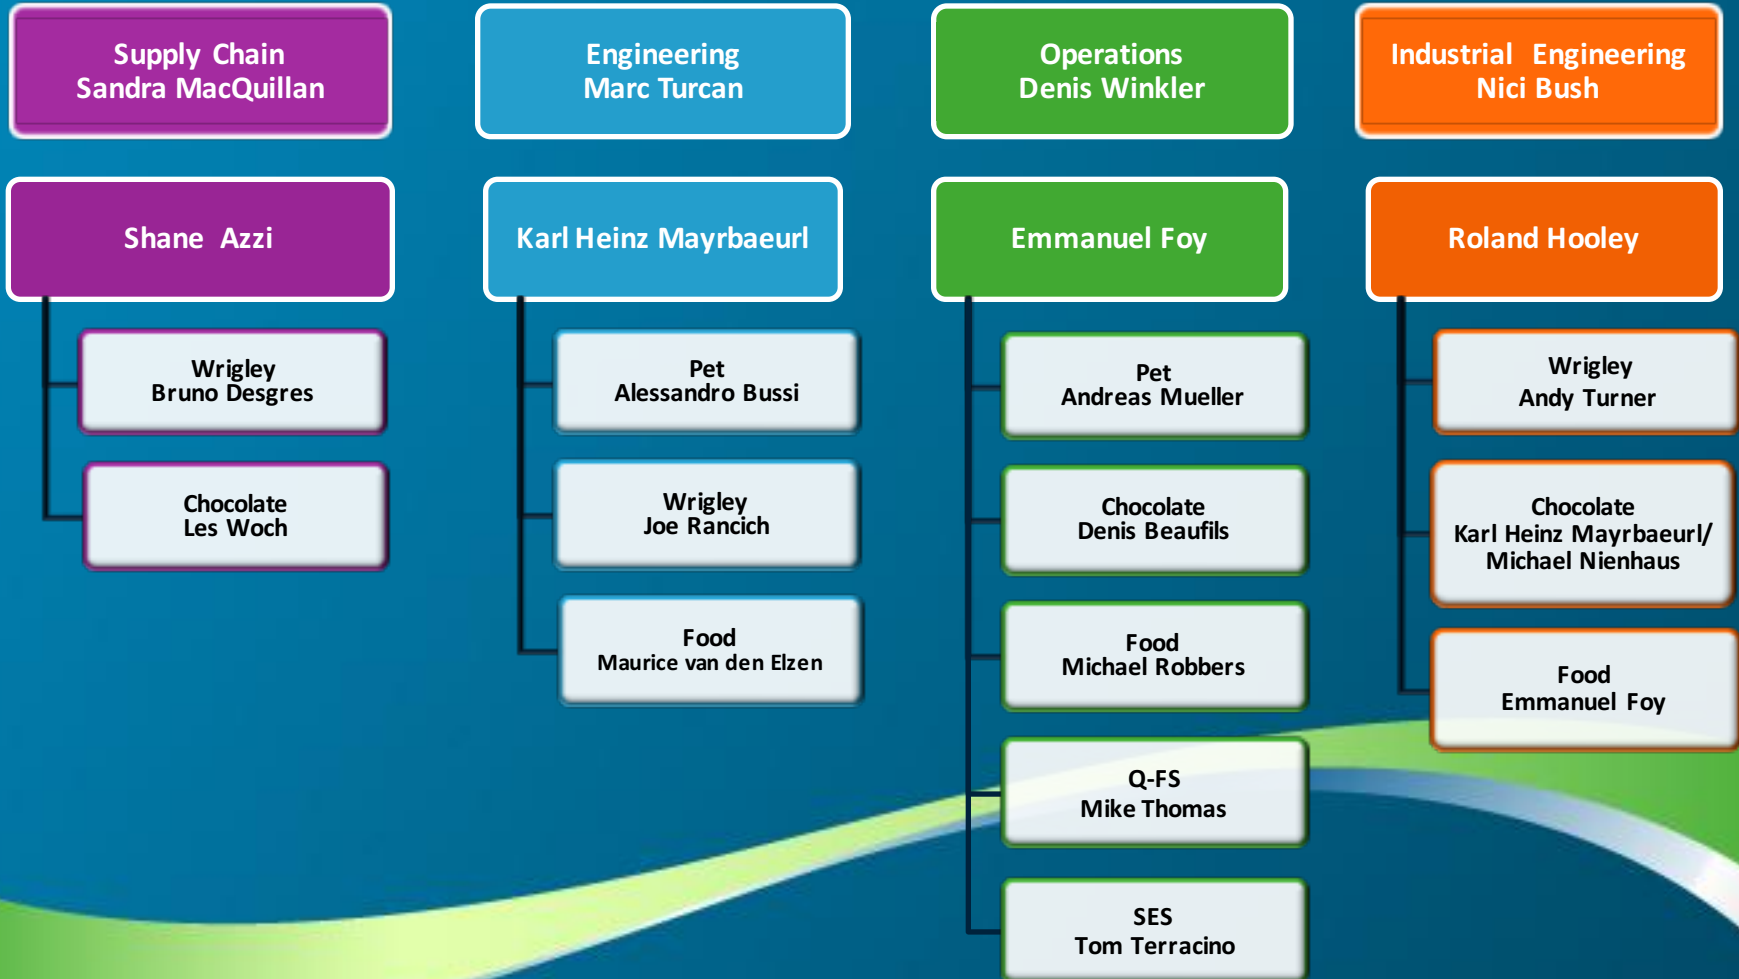 Supply Chain
Sandra MacQuillan
Engineering
Marc Turcan
Operations
Denis Winkler
Industrial Engineering
Nici Bush
Shane Azzi
Karl Heinz Mayrbaeurl
Emmanuel Foy
Roland Hooley
Wrigley
Bruno Desgres
Chocolate
Les Woch
Pet
Alessandro Bussi
Wrigley
Joe Rancich
Food
Maurice van den Elzen
Pet
Andreas Mueller
Chocolate
Denis Beaufils
Food
Michael Robbers
Q-FS
Mike Thomas
SES
Tom Terracino
Wrigley
Andy Turner
Chocolate
Karl Heinz Mayrbaeurl/
Michael Nienhaus
Food
Emmanuel Foy